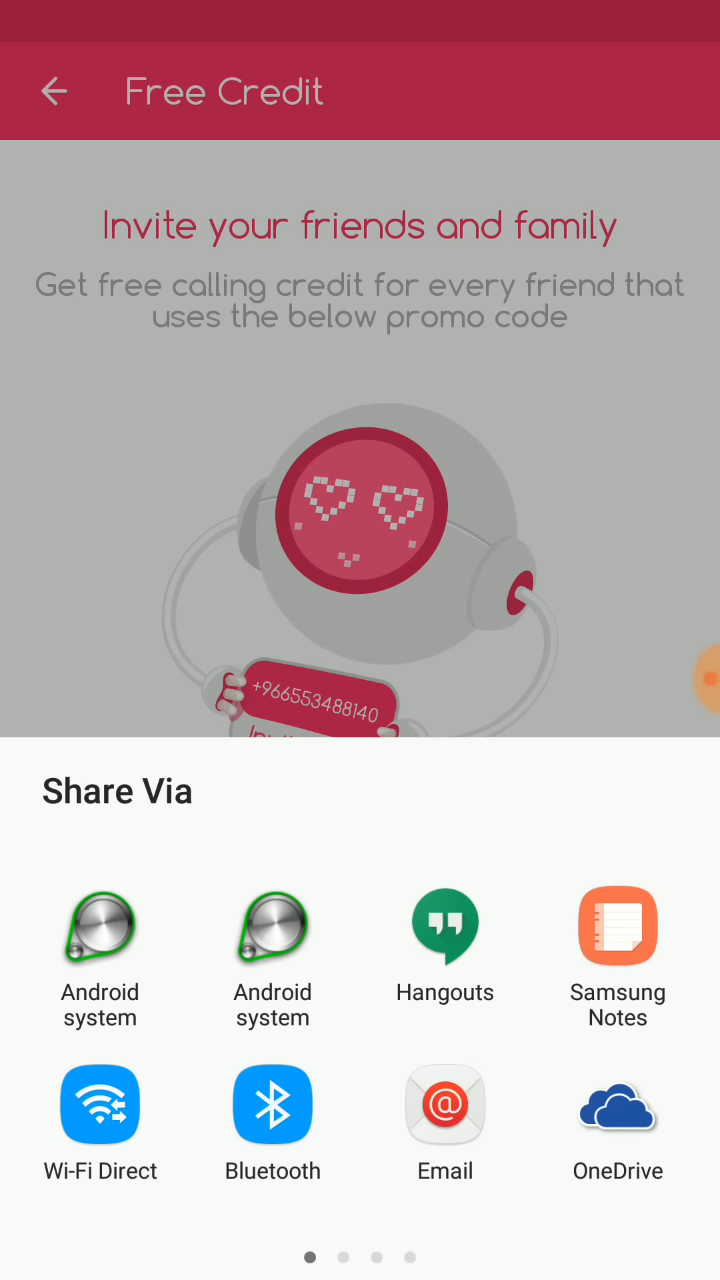 Free Credit
Invite your friends and family
Get free calling credit for every friend that
uses the below promo code
+966553488140
Share Via
Android
system
Android
system
Hangouts
Samsung
Notes
Wi-Fi Direct
Bluetooth
Email
OneDrive